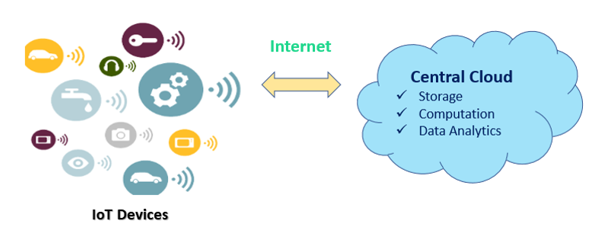 Internet
Central Cloud
✓ Storage
✓ Computation
✓ Data Analytics
IoT Devices